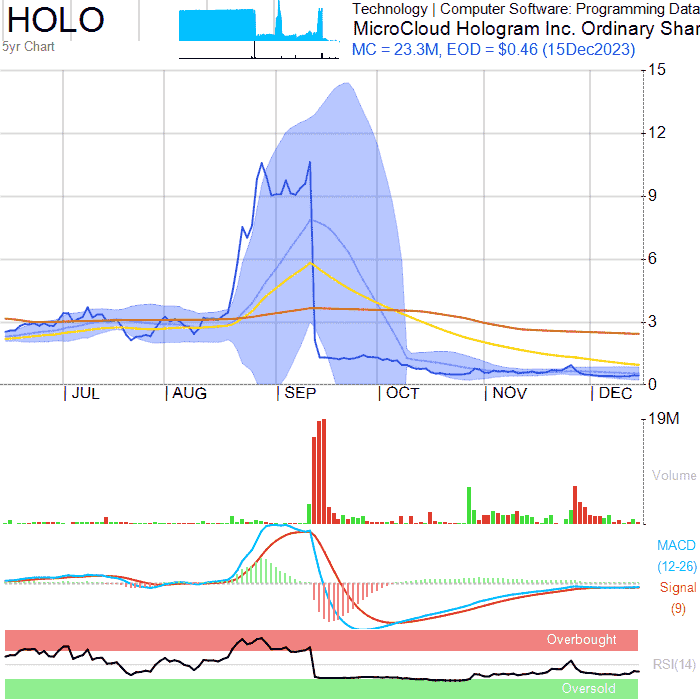 HOLO
5yr Chart
Technology | Computer Software: Programming Data
MicroCloud Hologram Inc. Ordinary Shar
MC = 23.3M, EOD = $0.46 (15Dec2023)
15
12
9
6
3
0
JUL
AUG
SEP
OCT
NOV
DEC
19M
Volume
MACD
(12-26)
Signal
(9)
Overbought
RSI(14)
Oversold